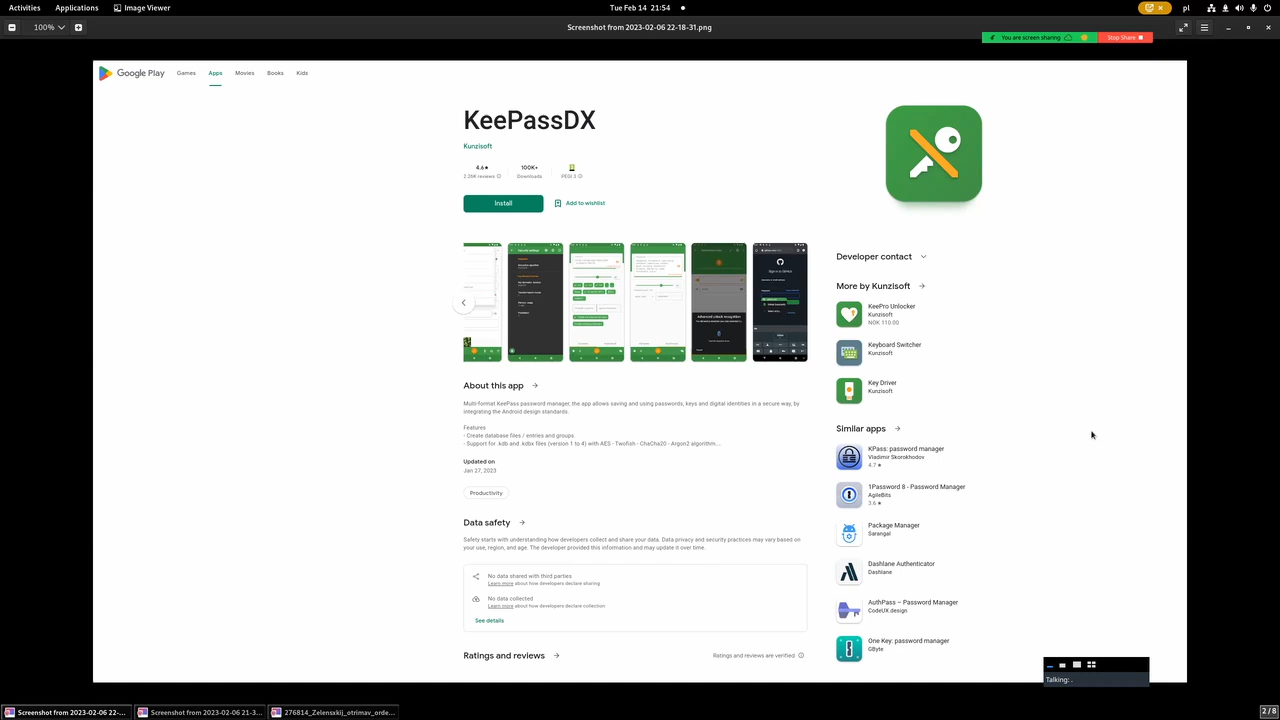 Activities Applications Image Viewer Tue Feb 14 21:54 pl
100% Screenshot from 2023-02-06 22-18-31.png
You are screen sharing Stop Share
Google Play Games Apps Movies Books Kids
KeePassDX
Kunzisoft
4.6★ 100K+
2.26K reviews Downloads PEGI 3
Install Add to wishlist
Developer contact
More by Kunzisoft
KeePro Unlocker
Kunzisoft
NOK 110.00
Keyboard Switcher
Kunzisoft
Key Driver
Kunzisoft
About this app
Multi-format KeePass password manager, the app allows saving and using passwords, keys and digital identities in a secure way, by
integrating the Android design standards.
Features
- Create database files / entries and groups.
- Support for .kdb and .kdbx files (version 1 to 4) with AES - Twofish - ChaCha20 - Argon2 algorithm....
Updated on
Jan 27, 2023
Productivity
Similar apps
KPass: password manager
Vladimir Skorokhodov
4.7 ★
1Password 8 - Password Manager
AgileBits
3.6 ★
Package Manager
Sarangal
Dashlane Authenticator
Dashlane
AuthPass – Password Manager
CodeUX.design
One Key: password manager
GByte
Data safety
Safety starts with understanding how developers collect and share your data. Data privacy and security practices may vary based on
your use, region, and age. The developer provided this information and may update it over time.
No data shared with third parties
Learn more about how developers declare sharing
No data collected
Learn more about how developers declare collection
See details
Ratings and reviews Ratings and reviews are verified
Talking: .
Screenshot from 2023-02-06 22-... Screenshot from 2023-02-06 21-3... 276814_Zelensxkij_otrimav_orde... 2 / 8